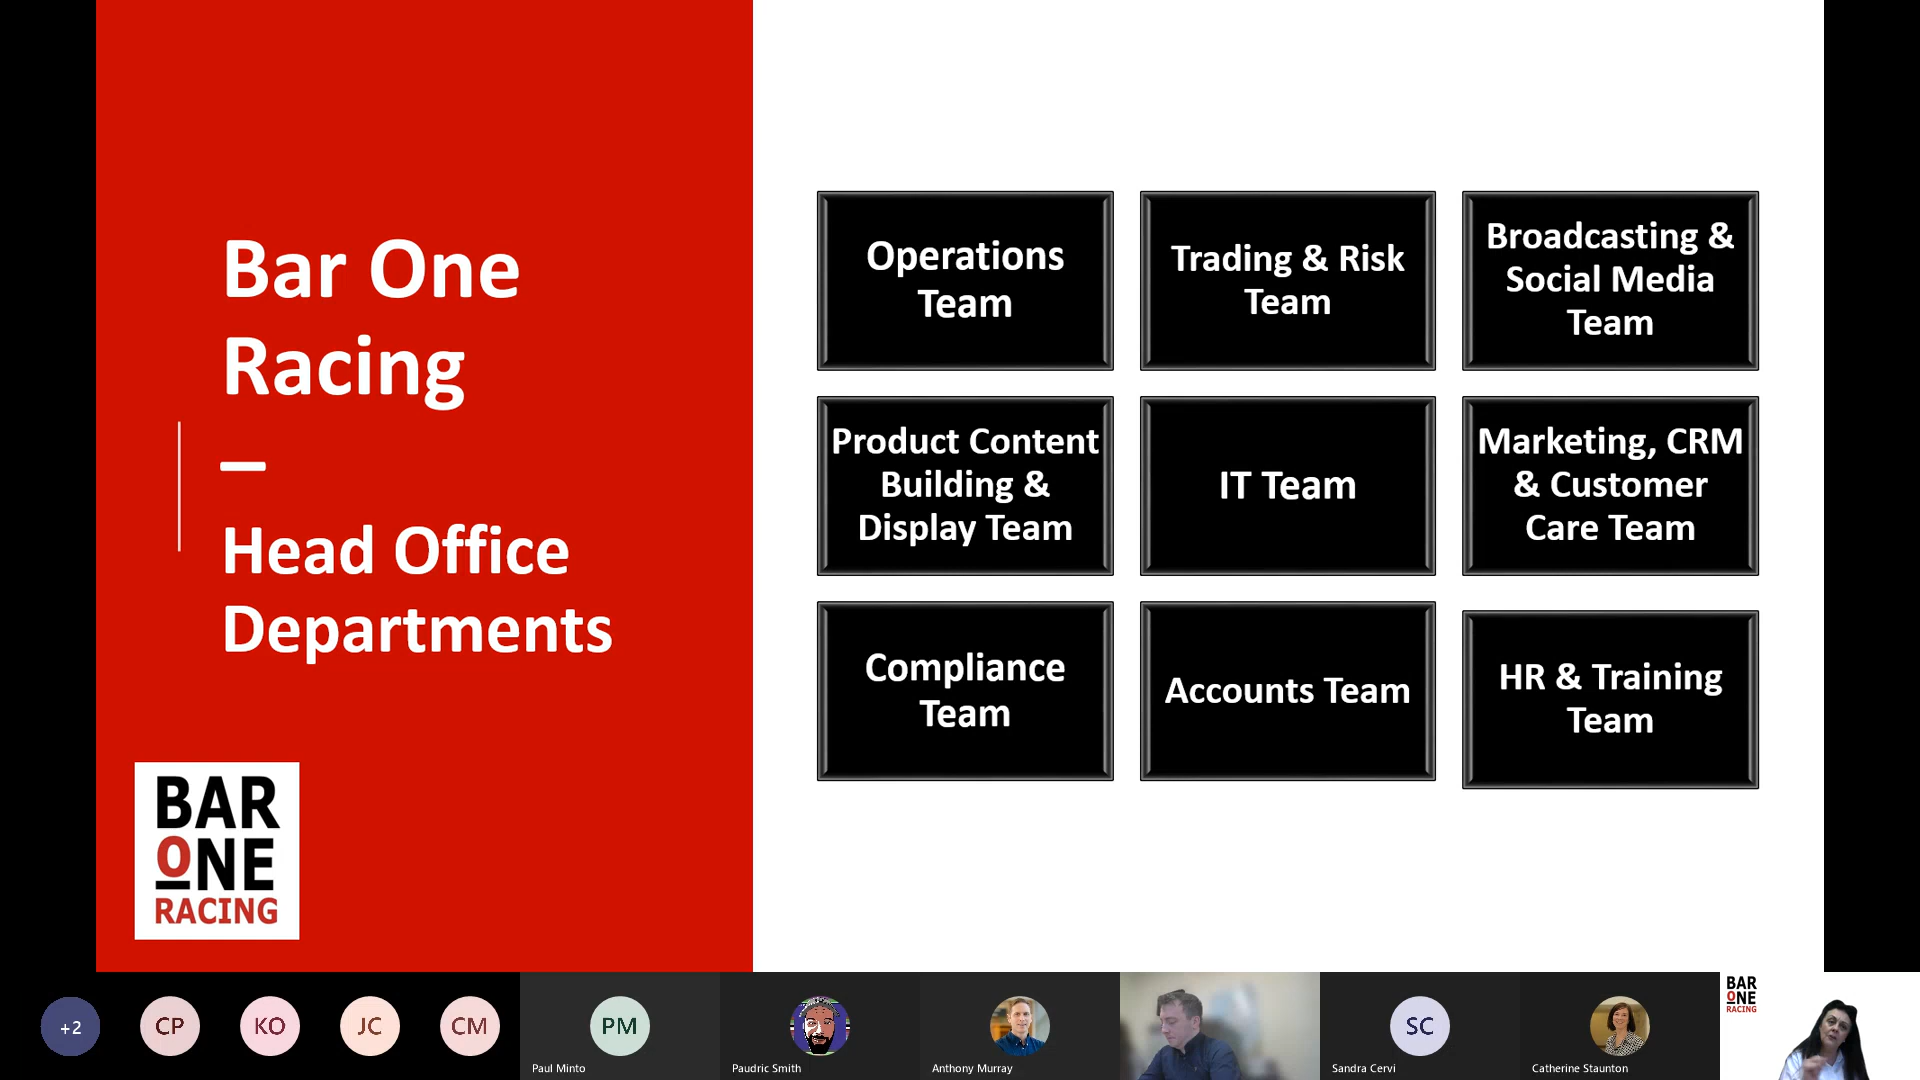 Bar One
Racing
–
Head Office
Departments
BAR
ONE
RACING
Operations
Team
Trading & Risk
Team
Broadcasting &
Social Media
Team
Product Content
Building &
Display Team
IT Team
Marketing, CRM
& Customer
Care Team
Compliance
Team
Accounts Team
HR & Training
Team
+2
CP
KO
JC
CM
PM
Paul Minto
Paudric Smith
Anthony Murray
SC
Sandra Cervi
Catherine Staunton
BAR
ONE
RACING